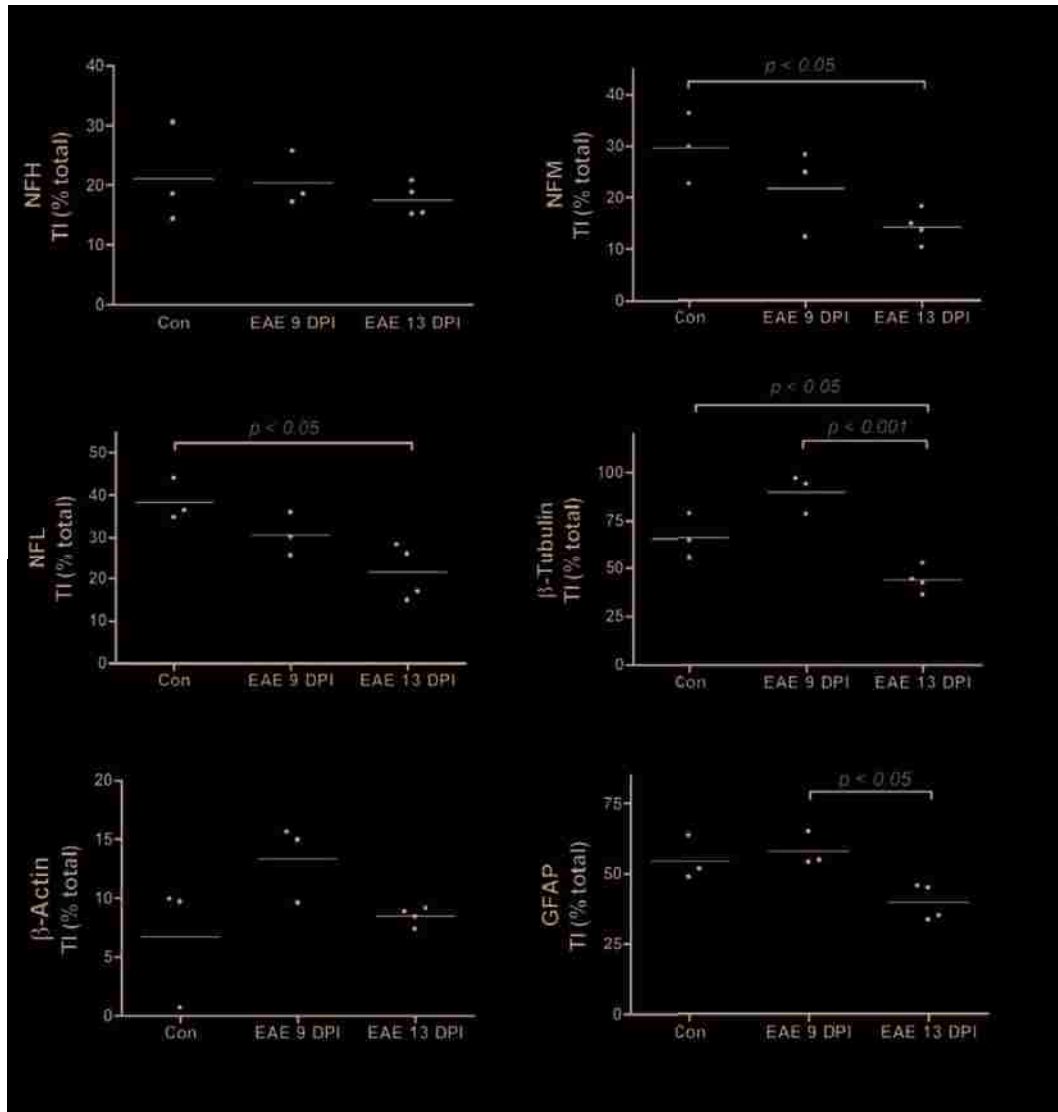 NFH
TI (% total)
40
30
20
10
0
Con EAE 9 DPI EAE 13 DPI
p < 0.05
NFM
TI (% total)
40
30
20
10
0
Con EAE 9 DPI EAE 13 DPI
p < 0.05
NFL
TI (% total)
50
40
30
20
10
0
Con EAE 9 DPI EAE 13 DPI
p < 0.05
p < 0.001
β-Tubulin
TI (% total)
100
75
50
25
0
Con EAE 9 DPI EAE 13 DPI
β-Actin
TI (% total)
20
15
10
5
0
Con EAE 9 DPI EAE 13 DPI
p < 0.05
GFAP
TI (% total)
75
50
25
0
Con EAE 9 DPI EAE 13 DPI